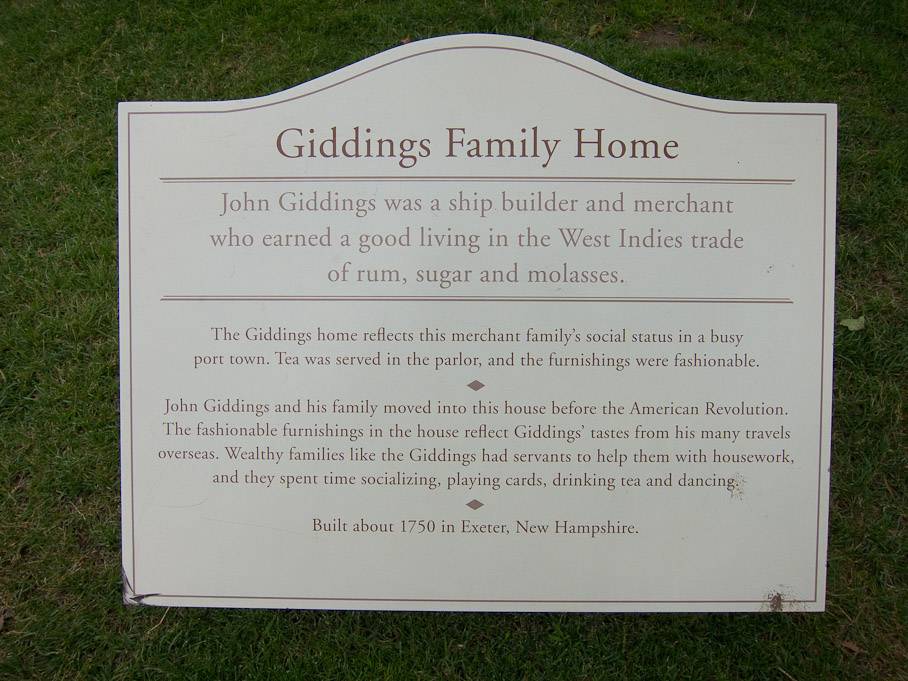 Giddings Family Home
John Giddings was a ship builder and merchant
who earned a good living in the West Indies trade
of rum, sugar and molasses.
The Giddings home reflects this merchant family's social status in a busy
port town. Tea was served in the parlor, and the furnishings were fashionable.
John Giddings and his family moved into this house before the American Revolution.
The fashionable furnishings in the house reflect Giddings' tastes from his many travels
overseas. Wealthy families like the Giddings had servants to help them with housework,
and they spent time socializing, playing cards, drinking tea and dancing.
Built about 1750 in Exeter, New Hampshire.